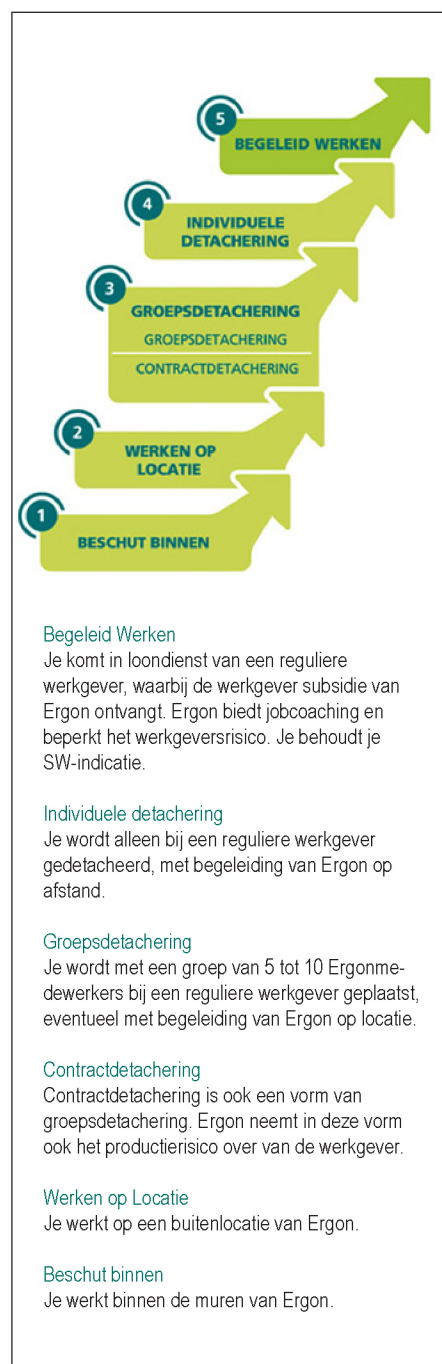 5
BEGELEID WERKEN
4
INDIVIDUELE
DETACHERING
3
GROEPSDETACHERING
GROEPSDETACHERING
CONTRACTDETACHERING
2
WERKEN OP
LOCATIE
1
BESCHUT BINNEN
Begeleid Werken
Je komt in loondienst van een reguliere
werkgever, waarbij de werkgever subsidie van
Ergon ontvangt. Ergon biedt jobcoaching en
beperkt het werkgeversrisico. Je behoudt je
SW-indicatie.
Individuele detachering
Je wordt alleen bij een reguliere werkgever
gedetacheerd, met begeleiding van Ergon op
afstand.
Groepsdetachering
Je wordt met een groep van 5 tot 10 Ergonme-
dewerkers bij een reguliere werkgever geplaatst,
eventueel met begeleiding van Ergon op locatie.
Contractdetachering
Contractdetachering is ook een vorm van
groepsdetachering. Ergon neemt in deze vorm
ook het productierisico over van de werkgever.
Werken op Locatie
Je werkt op een buitenlocatie van Ergon.
Beschut binnen
Je werkt binnen de muren van Ergon.